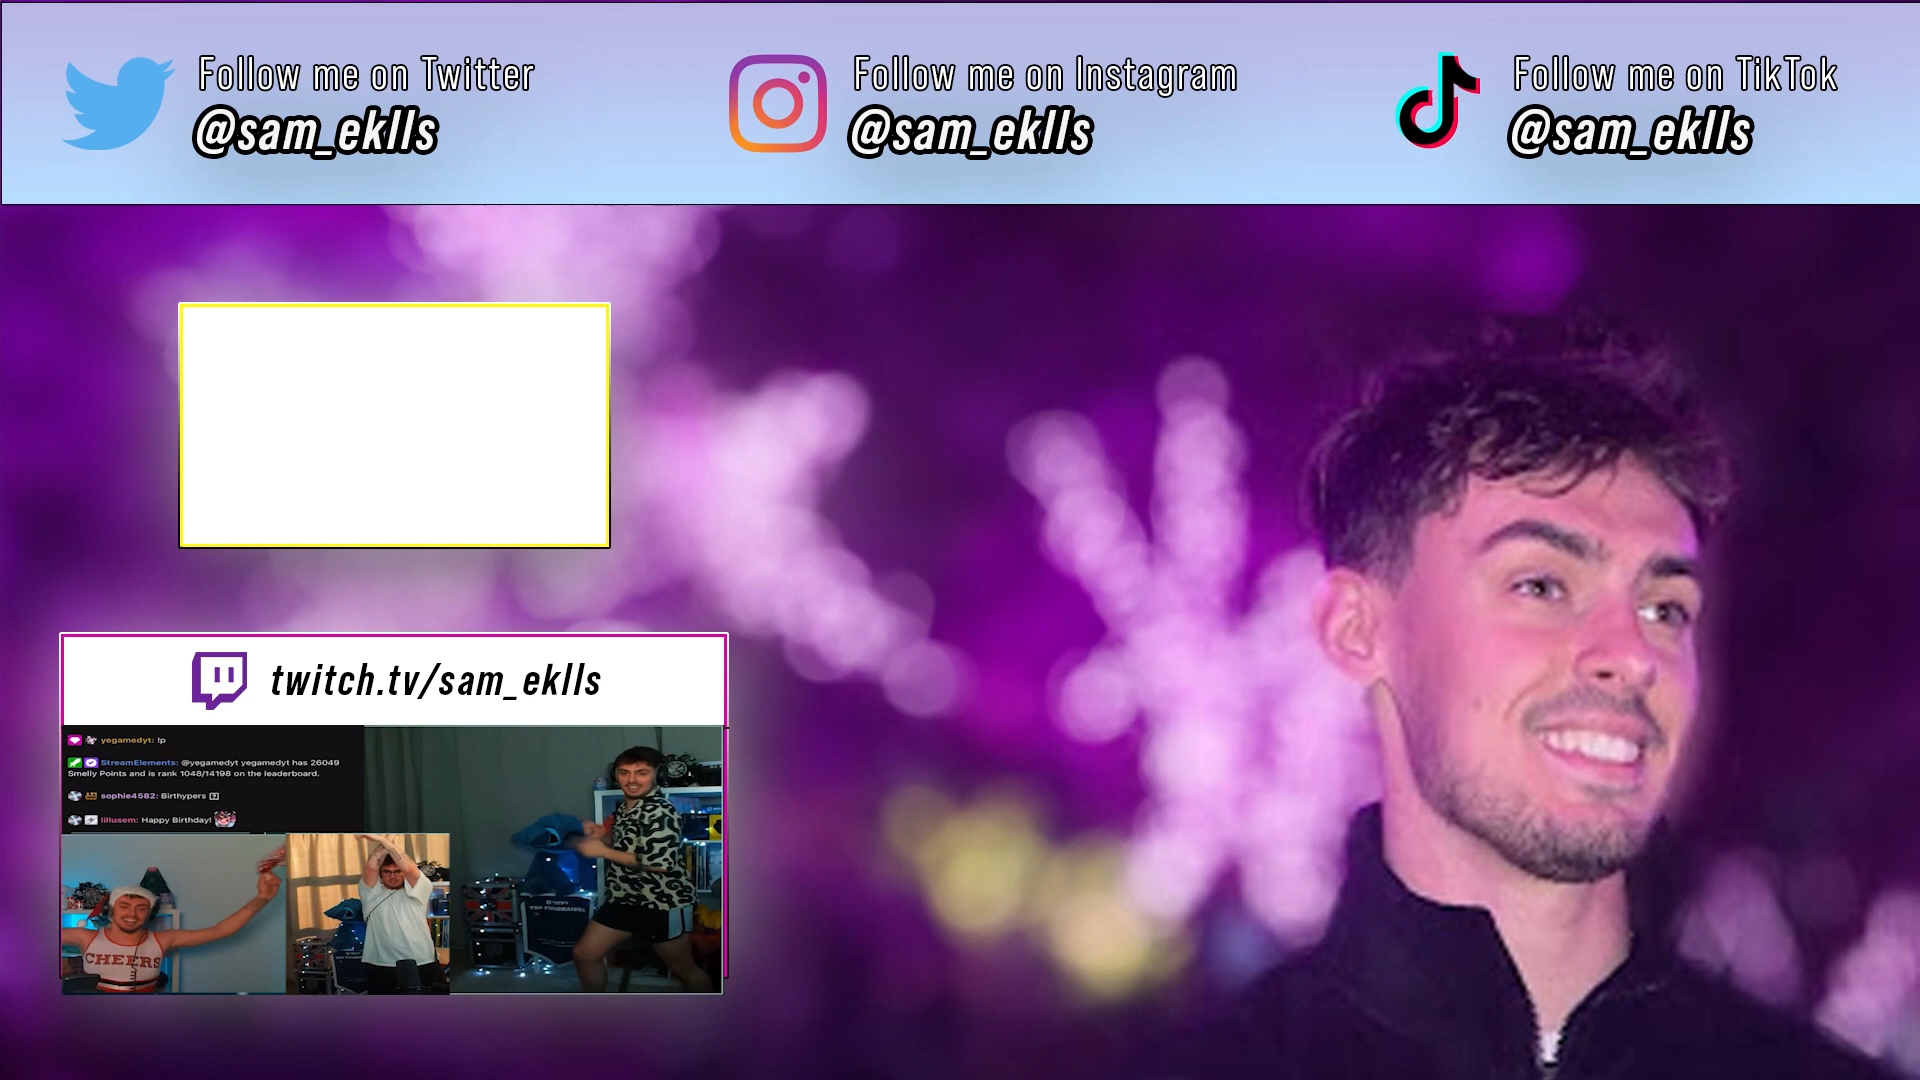 Follow me on Twitter
@sam_eklls
Follow me on Instagram
@sam_eklls
Follow me on TikTok
@sam_eklls
twitch.tv/sam_eklls
yegamedyt: !p
StreamElements: @yegamedyt yegamedyt has 26049
Smelly Points and is rank 1048/14198 on the leaderboard.
sophie4582: Birthypers
lillusem: Happy Birthday!
CHEERS
TOP FUNDRAISER